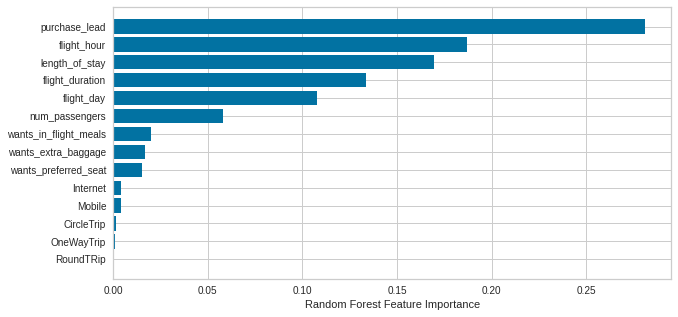 purchase_lead
flight_hour
length_of_stay
flight_duration
flight_day
num_passengers
wants_in_flight_meals
wants_extra_baggage
wants_preferred_seat
Internet
Mobile
CircleTrip
OneWayTrip
RoundTRip
0.00 0.05 0.10 0.15 0.20 0.25
Random Forest Feature Importance